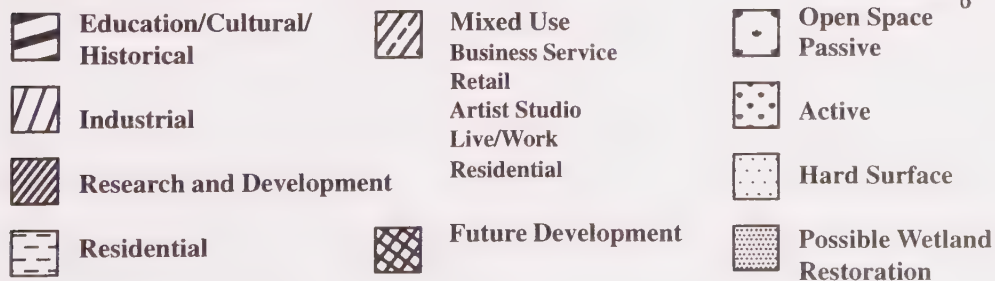 Education/Cultural/
Historical
Industrial
Research and Development
Residential
Mixed Use
Business Service
Retail
Artist Studio
Live/Work
Residential
Future Development
Open Space
Passive
Active
Hard Surface
Possible Wetland
Restoration